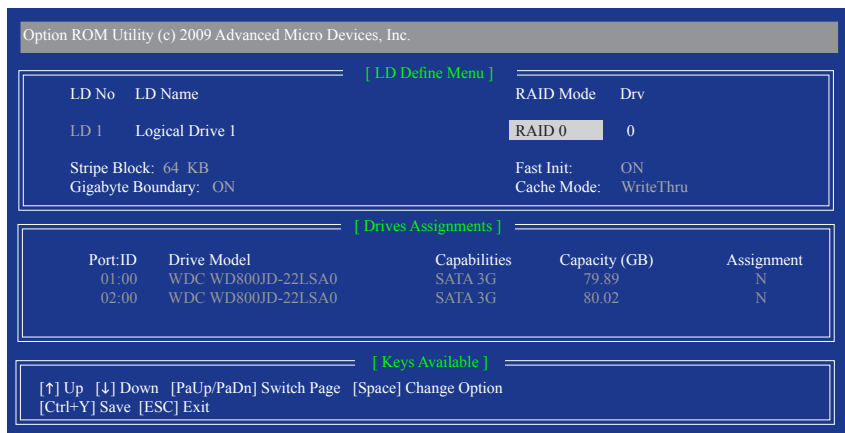 Option ROM Utility (c) 2009 Advanced Micro Devices, Inc.
[ LD Define Menu ]
LD No LD Name RAID Mode Drv
LD 1 Logical Drive 1 RAID 0 0
Stripe Block: 64 KB Fast Init: ON
Gigabyte Boundary: ON Cache Mode: WriteThru
[ Drives Assignments ]
Port:ID Drive Model Capabilities Capacity (GB) Assignment
01:00 WDC WD800JD-22LSA0 SATA 3G 79.89 N
02:00 WDC WD800JD-22LSA0 SATA 3G 80.02 N
[ Keys Available ]
[↑] Up [↓] Down [PaUp/PaDn] Switch Page [Space] Change Option
[Ctrl+Y] Save [ESC] Exit